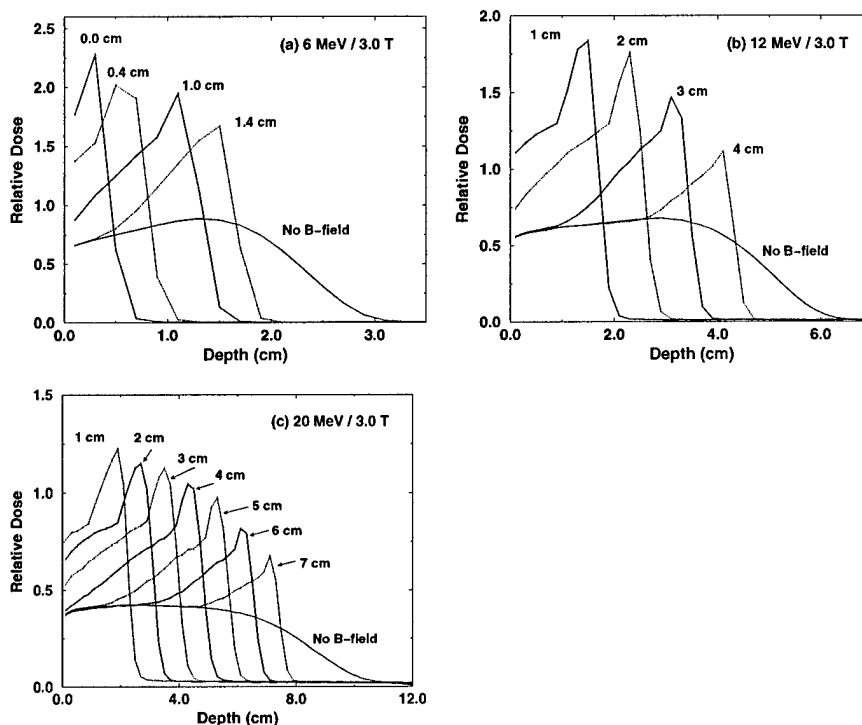 (a) 6 MeV / 3.0 T
0.0 cm
0.4 cm
1.0 cm
1.4 cm
No B-field
Relative Dose
2.5
2.0
1.5
1.0
0.5
0.0
0.0
1.0
2.0
3.0
Depth (cm)
(b) 12 MeV / 3.0 T
1 cm
2 cm
3 cm
4 cm
No B-field
Relative Dose
2.0
1.5
1.0
0.5
0.0
0.0
2.0
4.0
6.0
Depth (cm)
(c) 20 MeV / 3.0 T
1 cm
2 cm
3 cm
4 cm
5 cm
6 cm
7 cm
No B-field
Relative Dose
1.5
1.0
0.5
0.0
0.0
4.0
8.0
12.0
Depth (cm)